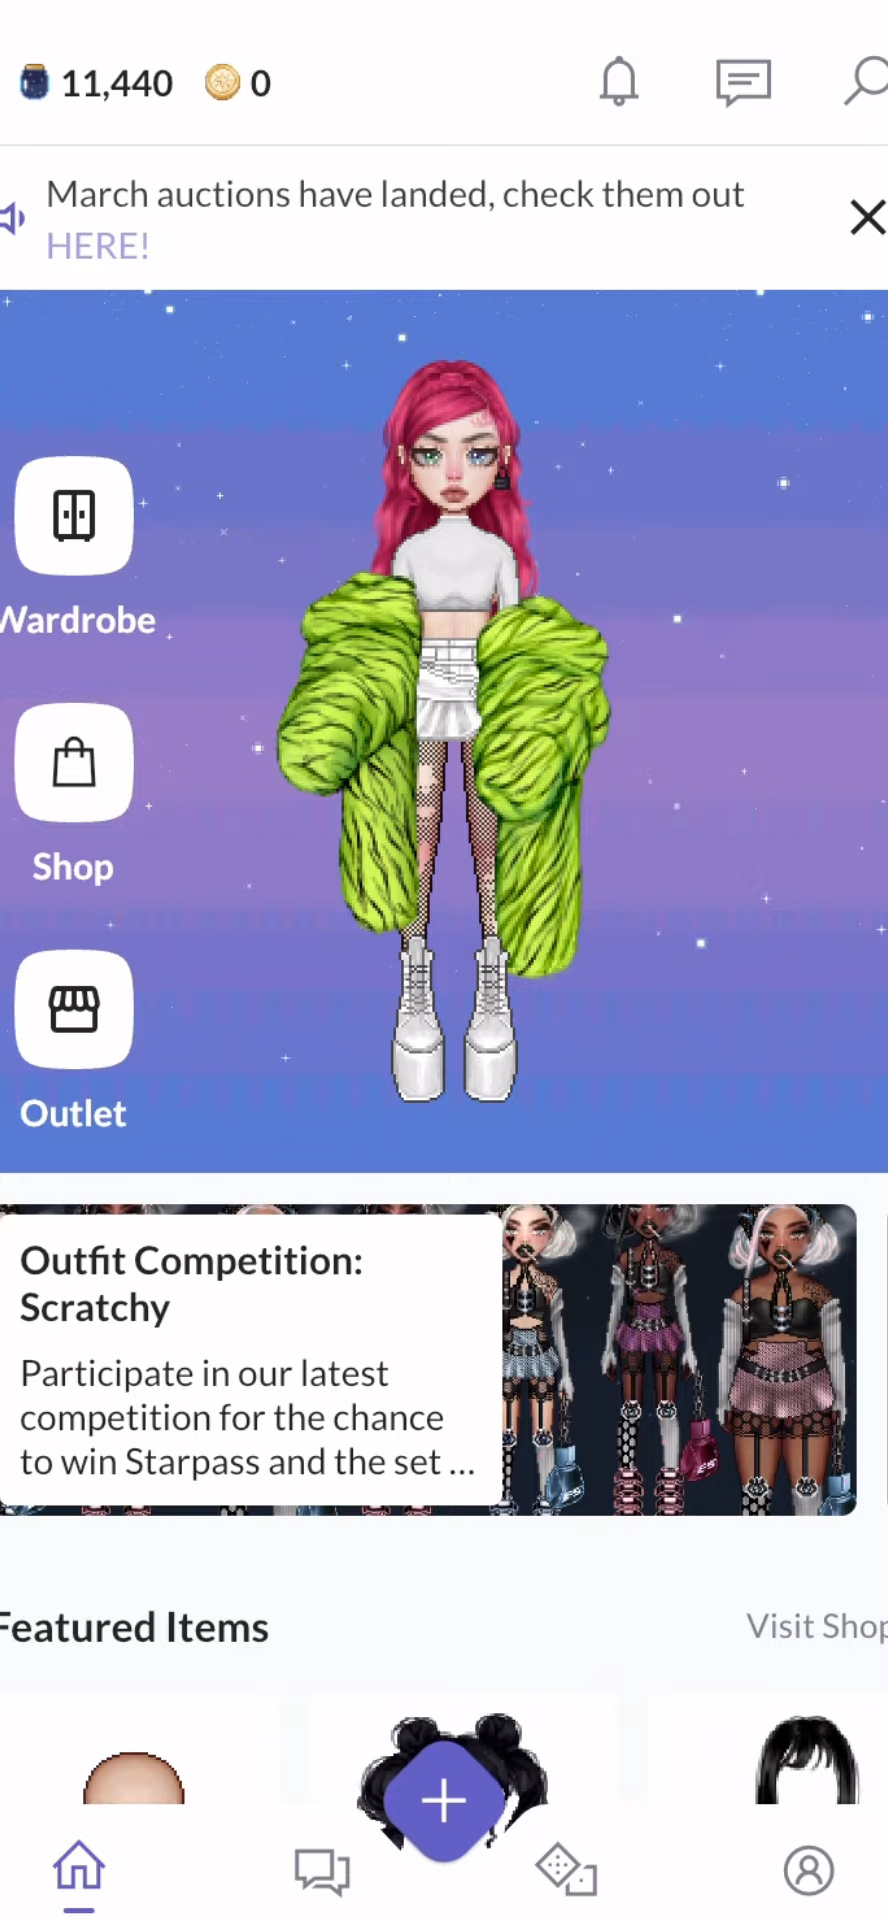 11,440 0
March auctions have landed, check them out
HERE!
Wardrobe
Shop
Outlet
Outfit Competition:
Scratchy
Participate in our latest
competition for the chance
to win Starpass and the set ...
Featured Items
Visit Shop